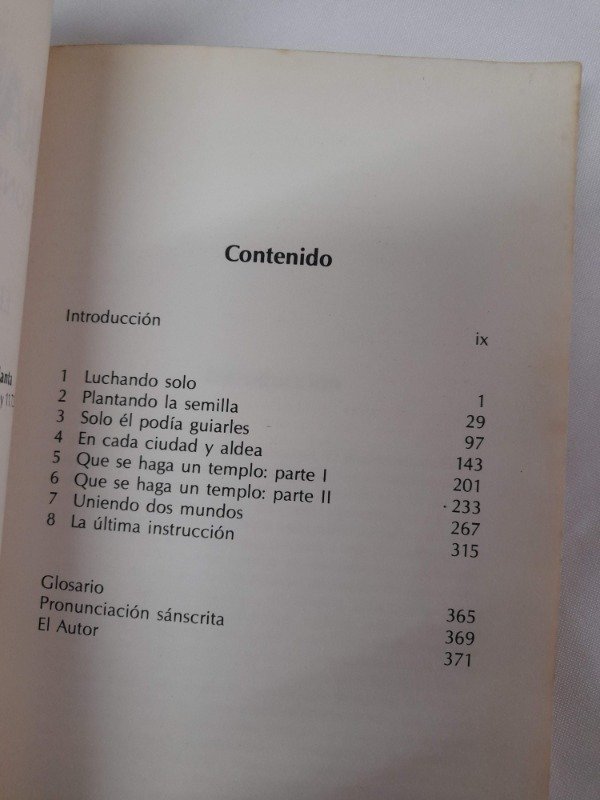 Contenido
Introducción ix
1 Luchando solo 1
2 Plantando la semilla 29
3 Solo él podía guiarles 97
4 En cada ciudad y aldea 143
5 Que se haga un templo: parte I 201
6 Que se haga un templo: parte II 233
7 Uniendo dos mundos 267
8 La última instrucción 315
Glosario 365
Pronunciación sánscrita 369
El Autor 371